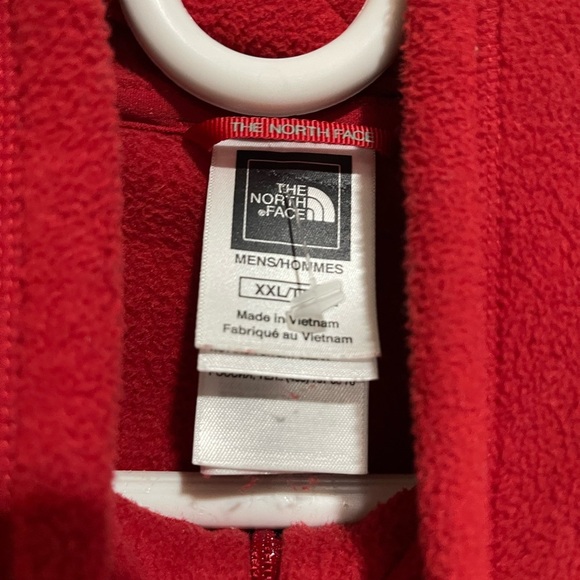 THE NORTH FACE
THE
NORTH
FACE
MENS/HOMMES
XXL/T
Made in Vietnam
Fabriqué au Vietnam